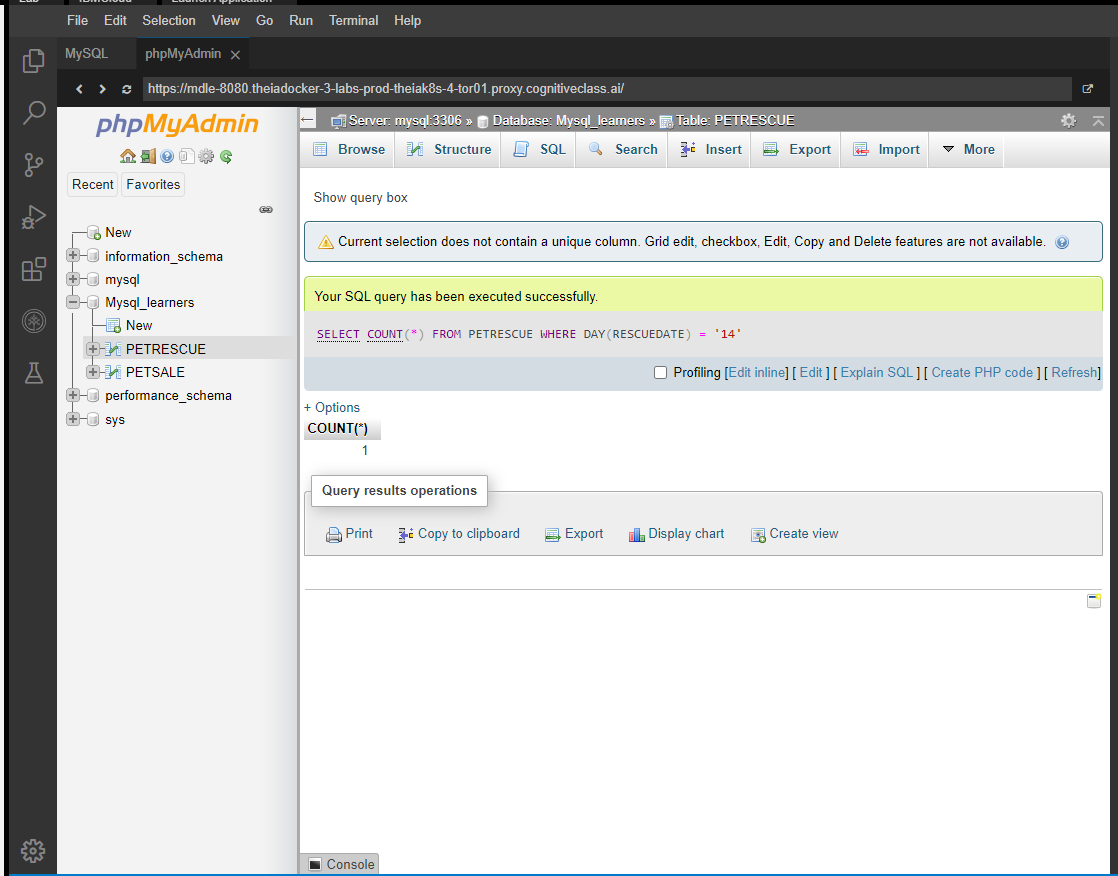 Lab IBMCloud Launch Application
File Edit Selection View Go Run Terminal Help
MySQL phpMyAdmin
https://mdle-8080.theiadocker-3-labs-prod-theiak8s-4-tor01.proxy.cognitiveclass.ai/
phpMyAdmin
Recent Favorites
New
information_schema
mysql
Mysql_learners
New
PETRESCUE
PETSALE
performance_schema
sys
Server: mysql:3306 » Database: Mysql_learners » Table: PETRESCUE
Browse Structure SQL Search Insert Export Import More
Show query box
Current selection does not contain a unique column. Grid edit, checkbox, Edit, Copy and Delete features are not available.
Your SQL query has been executed successfully.
SELECT COUNT(*) FROM PETRESCUE WHERE DAY(RESCUEDATE) = '14'
Profiling [Edit inline] [ Edit ] [ Explain SQL ] [ Create PHP code ] [ Refresh]
+ Options
COUNT(*)
1
Query results operations
Print Copy to clipboard Export Display chart Create view
Console